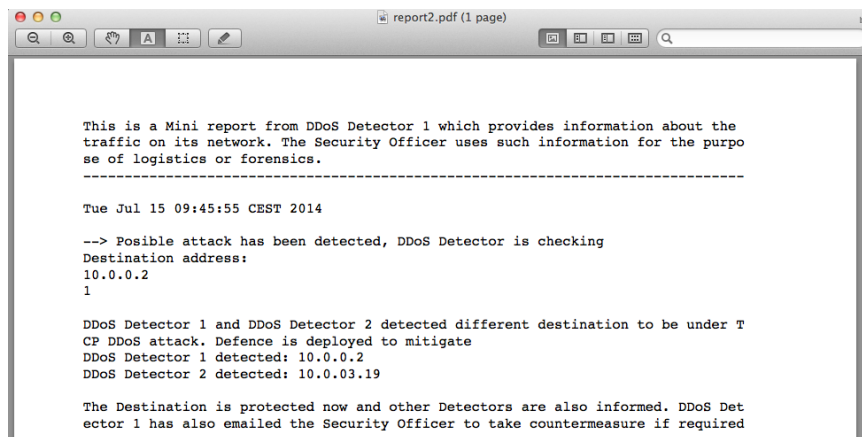 report2.pdf (1 page)
A
This is a Mini report from DDoS Detector 1 which provides information about the
traffic on its network. The Security Officer uses such information for the purpo
se of logistics or forensics.
--------------------------------------------------------------------------------
Tue Jul 15 09:45:55 CEST 2014
--> Posible attack has been detected, DDoS Detector is checking
Destination address:
10.0.0.2
1
DDoS Detector 1 and DDoS Detector 2 detected different destination to be under T
CP DDoS attack. Defence is deployed to mitigate
DDoS Detector 1 detected: 10.0.0.2
DDoS Detector 2 detected: 10.0.03.19
The Destination is protected now and other Detectors are also informed. DDoS Det
ector 1 has also emailed the Security Officer to take countermeasure if required